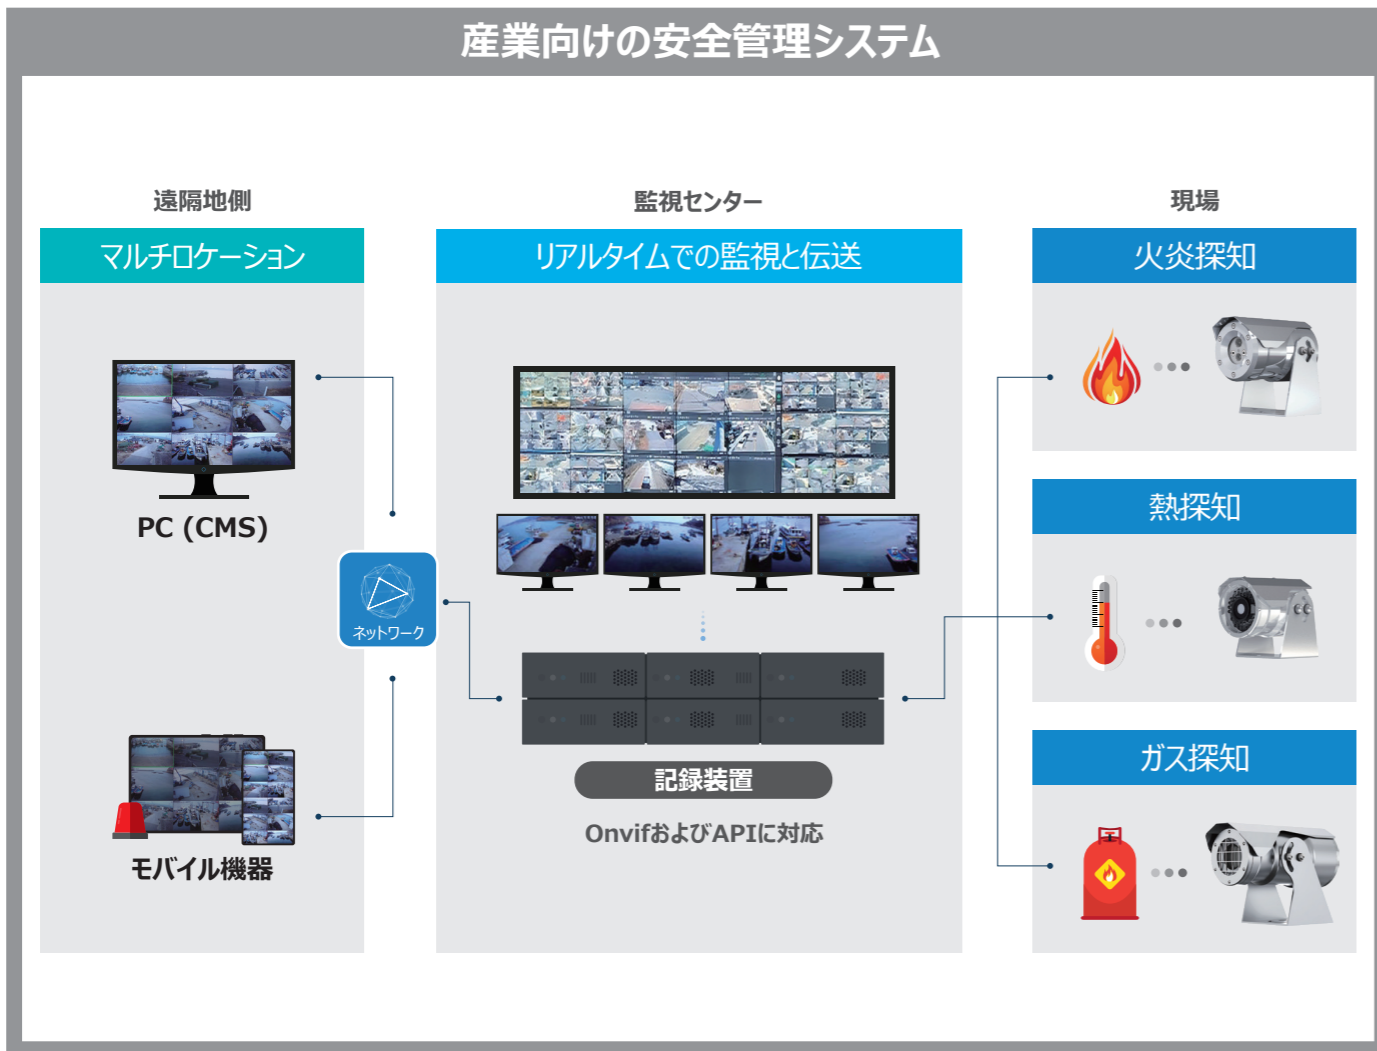 産業向けの安全管理システム
遠隔地側
マルチロケーション
PC (CMS)
ネットワーク
モバイル機器
監視センター
リアルタイムでの監視と伝送
記録装置
OnvifおよびAPIに対応
現場
火炎探知
熱探知
ガス探知